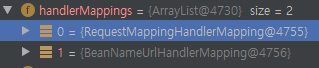 handlerMappings = {ArrayList@4730} size = 2
0 = {RequestMappingHandlerMapping@4755}
1 = {BeanNameUrlHandlerMapping@4756}